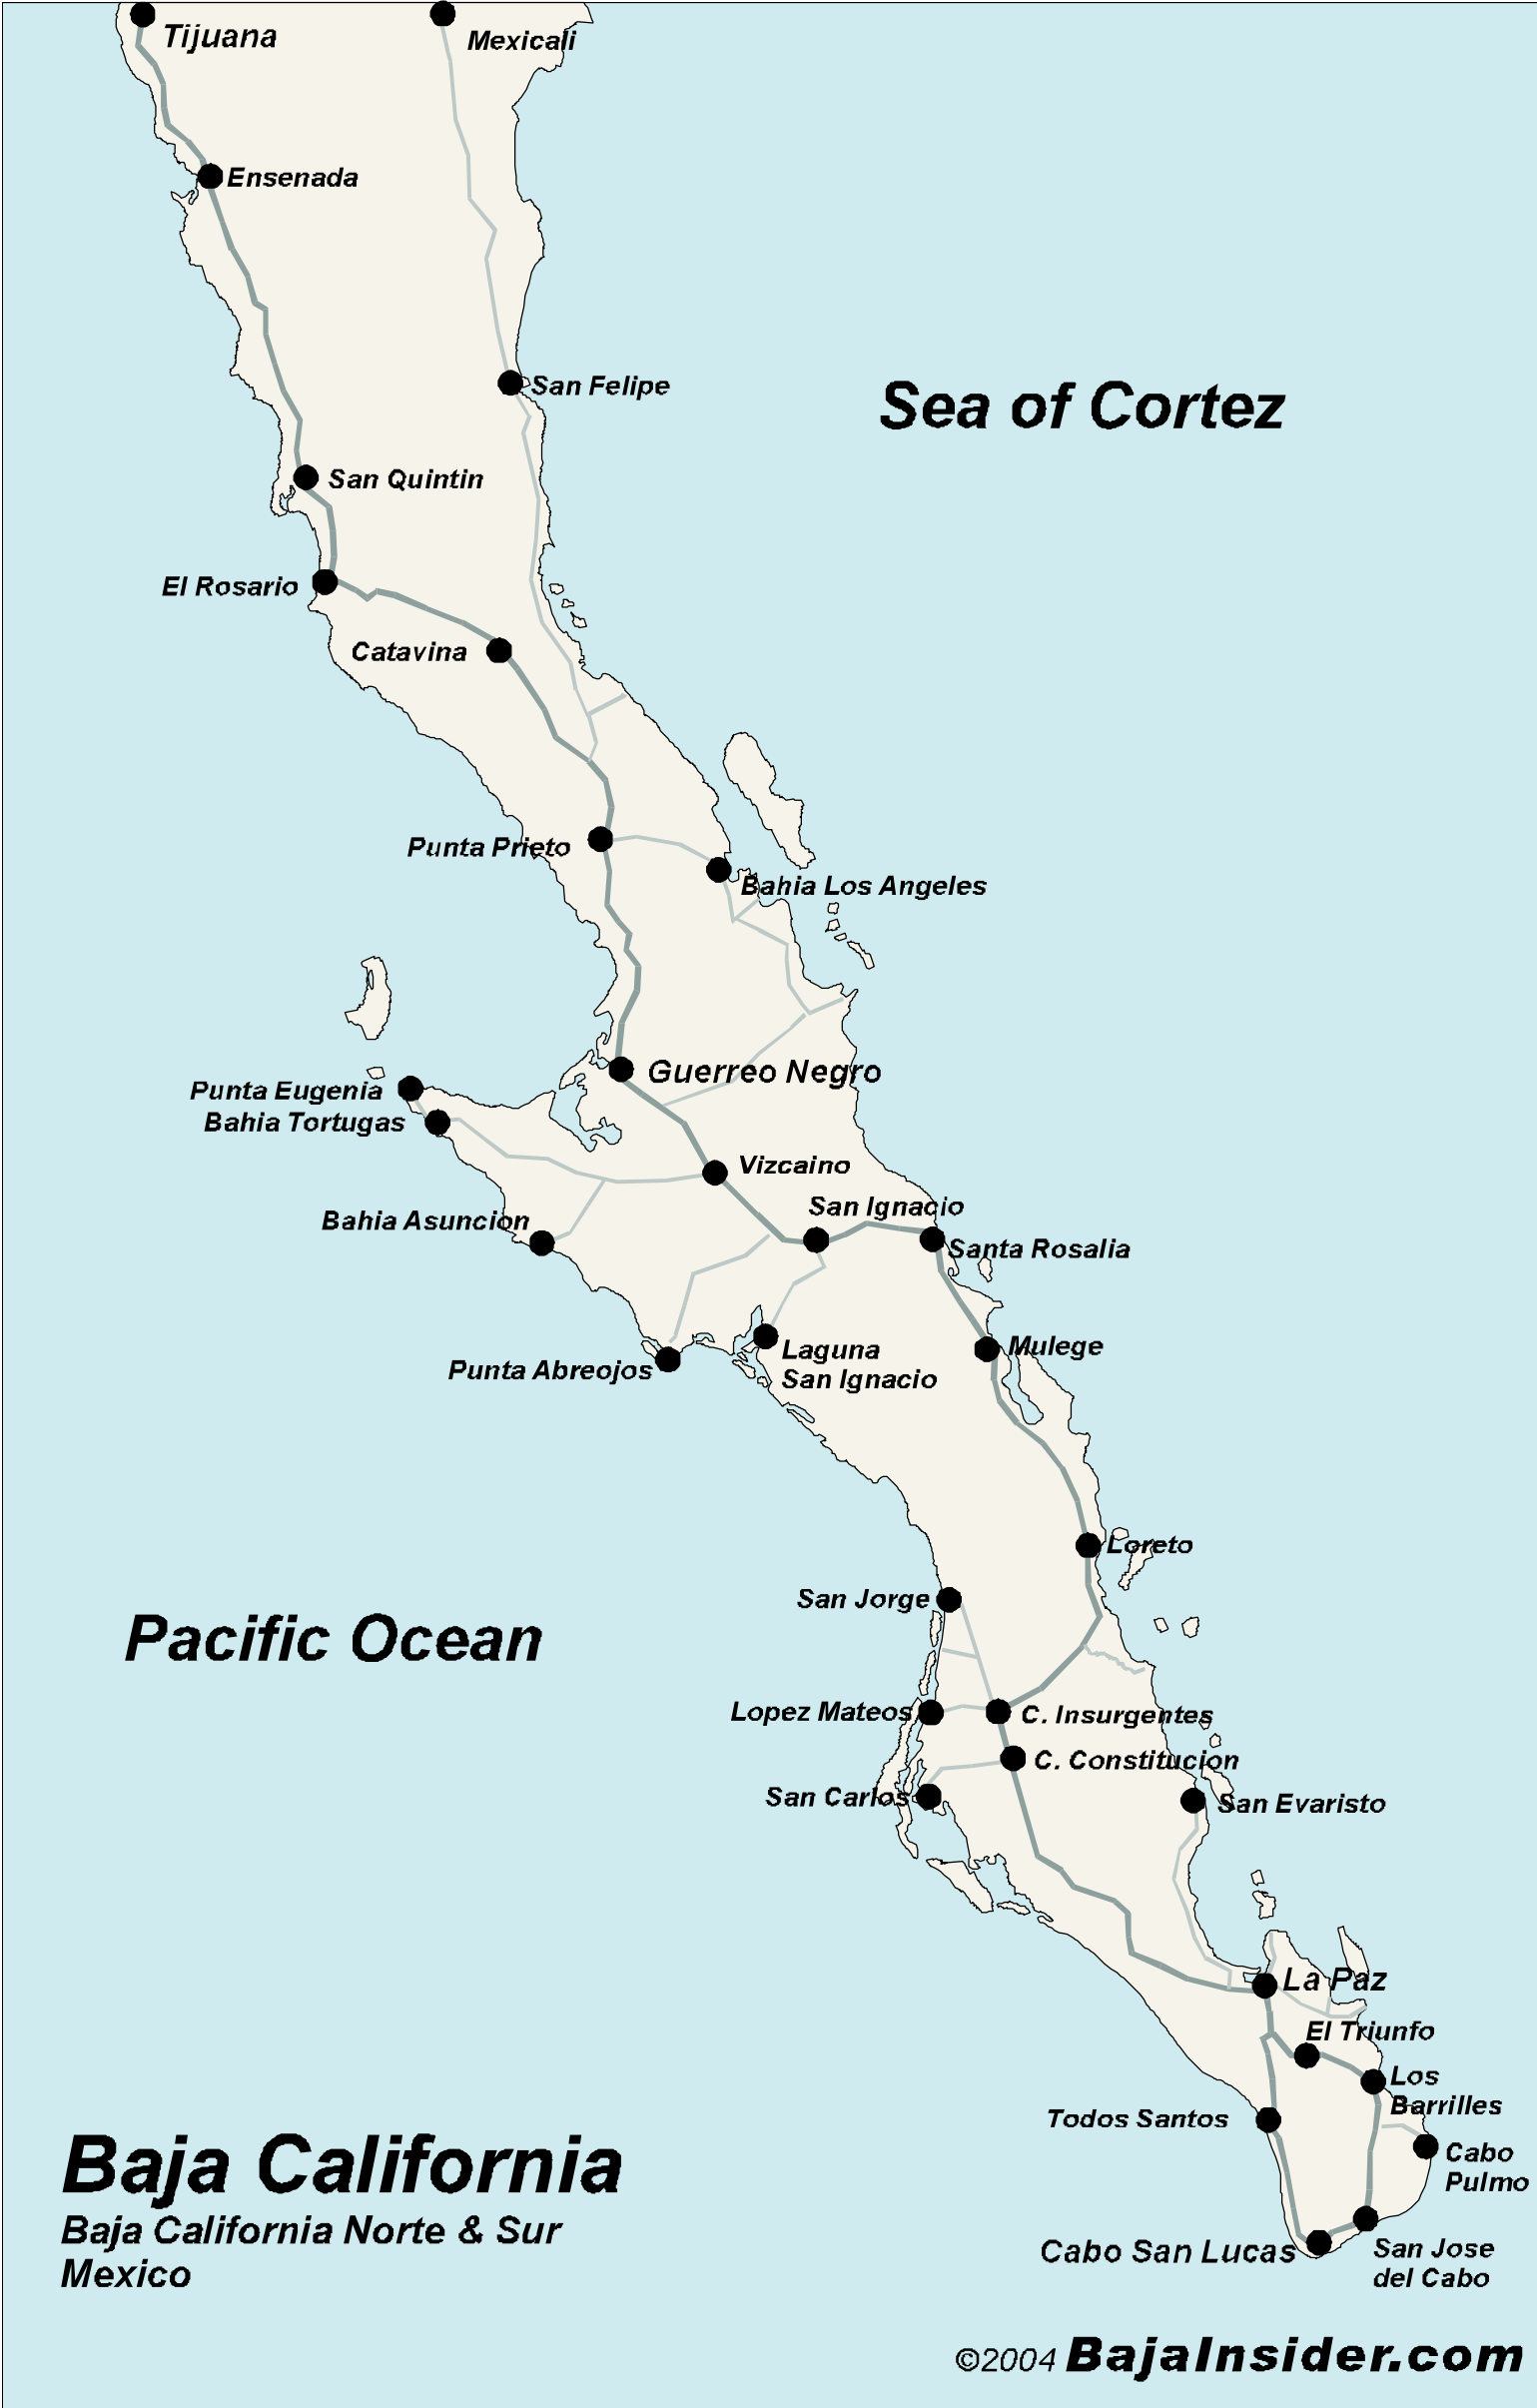 Tijuana
Mexicali
Ensenada
San Felipe
Sea of Cortez
San Quintin
El Rosario
Catavina
Punta Prieto
Bahia Los Angeles
Guerreo Negro
Punta Eugenia
Bahia Tortugas
Vizcaino
San Ignacio
Bahia Asuncion
Santa Rosalia
Mulege
Laguna
San Ignacio
Punta Abreojos
Loreto
San Jorge
Pacific Ocean
Lopez Mateos
C. Insurgentes
C. Constitucion
San Carlos
San Evaristo
La Paz
El Triunfo
Los
Barrilles
Todos Santos
Cabo
Pulmo
Baja California
Baja California Norte & Sur
Mexico
Cabo San Lucas
San Jose
del Cabo
©2004 BajaInsider.com